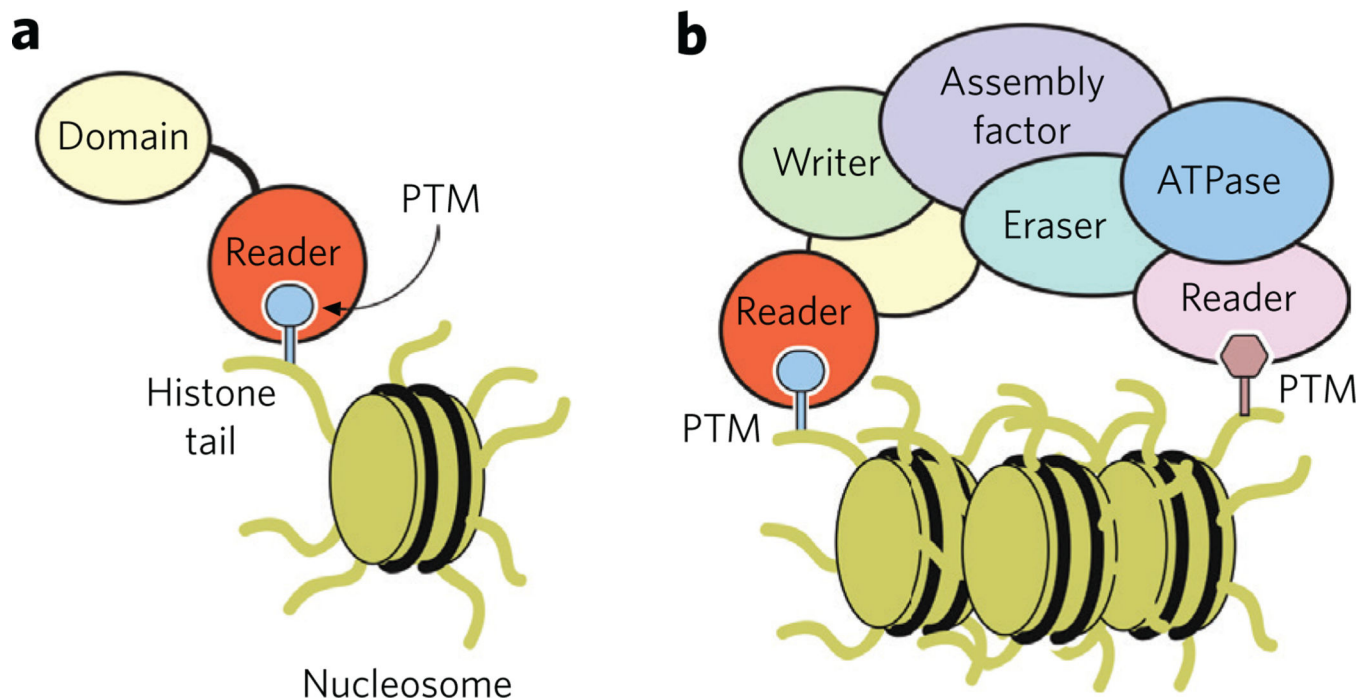 a
Domain
PTM
Reader
Histone
tail
Nucleosome
b
Assembly
factor
Writer
ATPase
Eraser
Reader
Reader
PTM
PTM